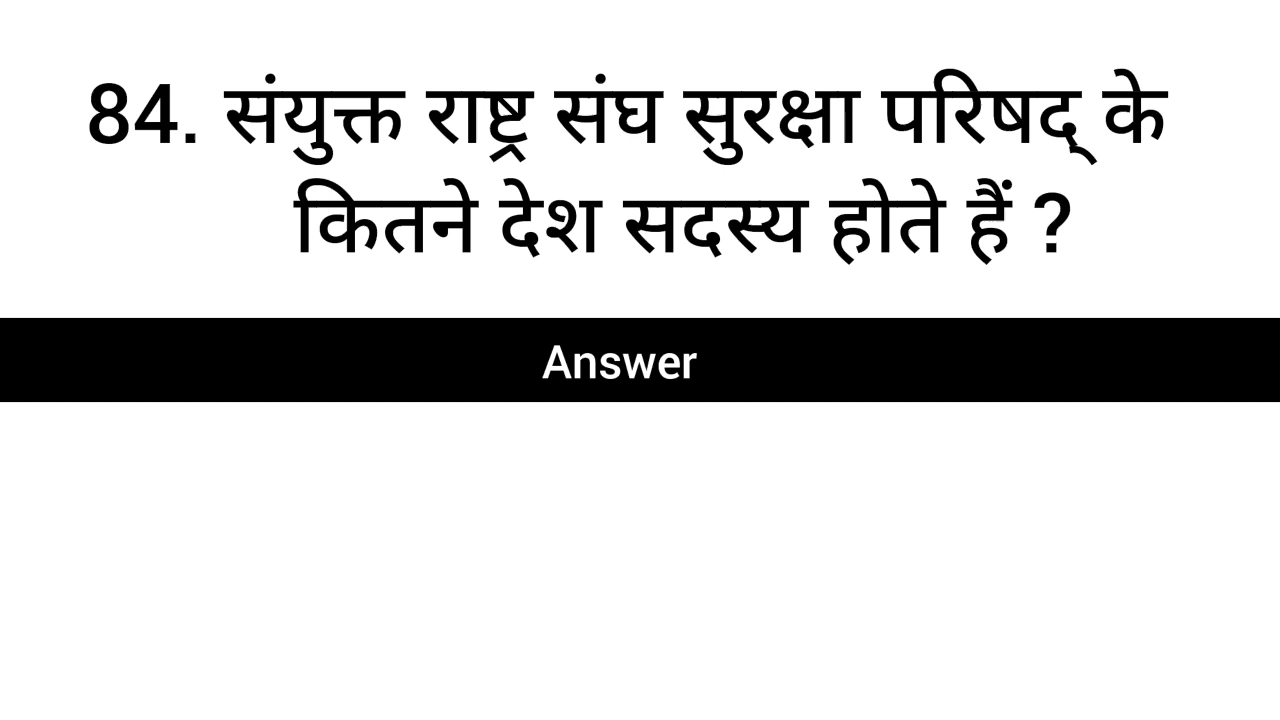 84. संयुक्त राष्ट्र संघ सुरक्षा परिषद् के
कितने देश सदस्य होते हैं ?
Answer